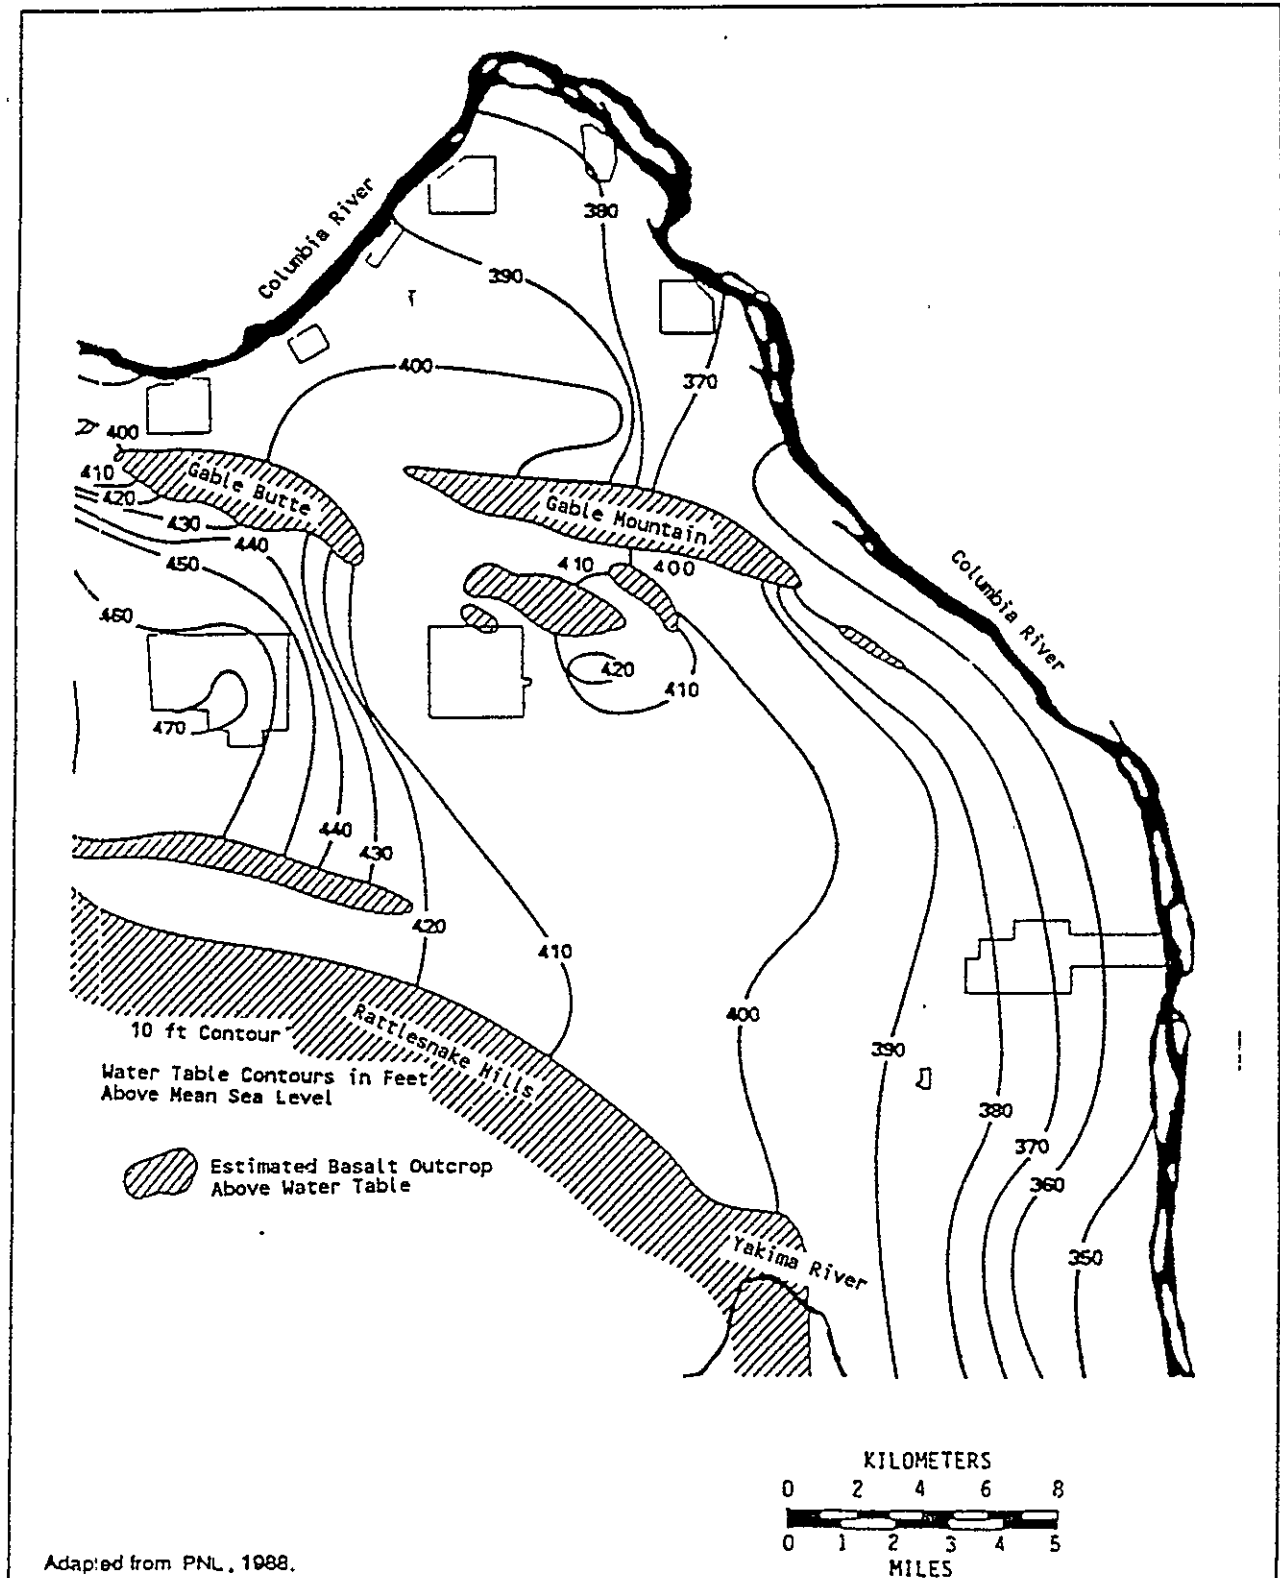 Columbia River
380
390
400
370
400
Gable Butte
410
420
430
440
450
460
470
Gable Mountain
410
400
420
410
Columbia River
440
430
420
410
400
390
380
370
360
350
10 ft Contour
Rattlesnake Hills
Water Table Contours in Feet
Above Mean Sea Level
Estimated Basalt Outcrop
Above Water Table
Yakima River
KILOMETERS
0 2 4 6 8
0 1 2 3 4 5
MILES
Adapted from PNL, 1988.